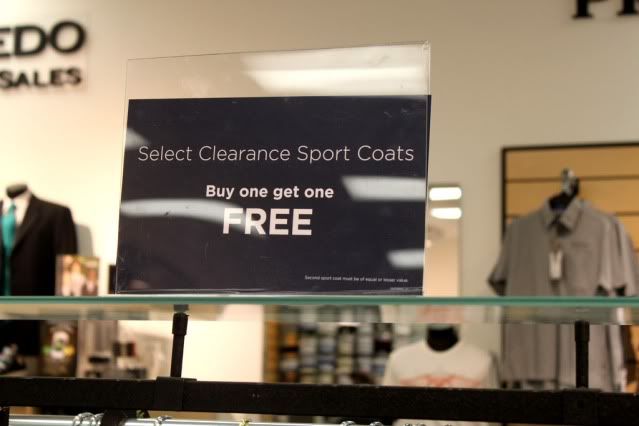 EDO
SALES
Select Clearance Sport Coats
Buy one get one
FREE
Second sport coat must be of equal or lesser value.